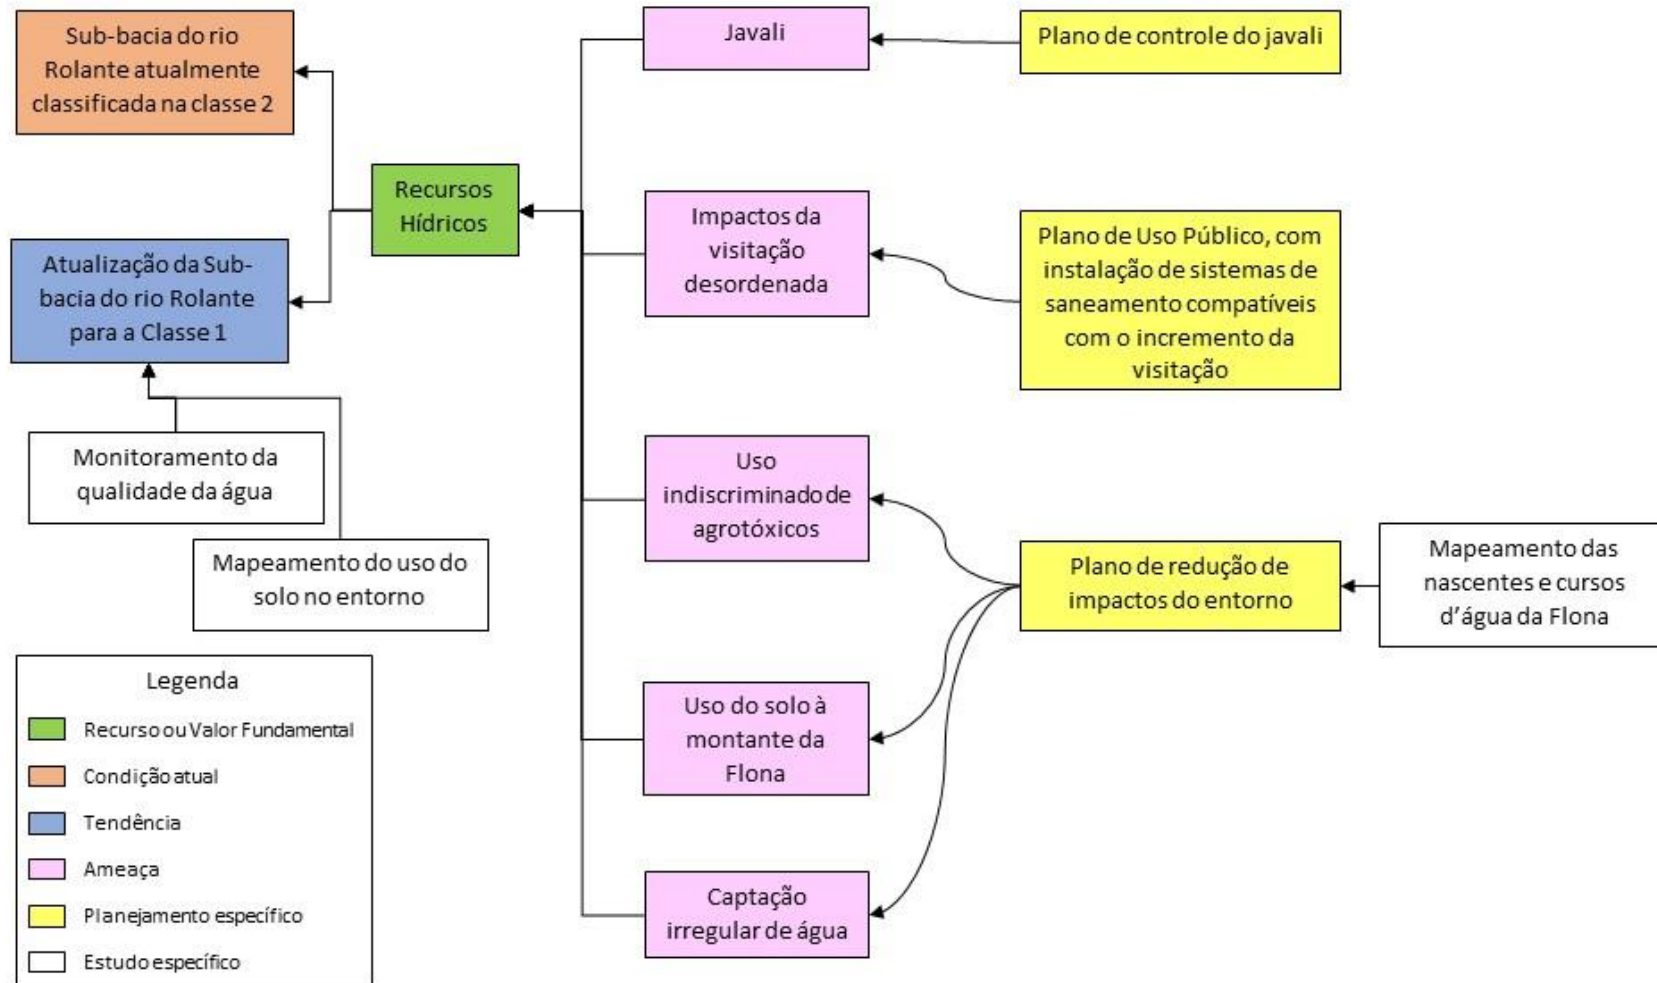 Sub-bacia do rio
Rolante atualmente
classificada na classe 2
Atualização da Sub-
bacia do rio Rolante
para a Classe 1
Monitoramento da
qualidade da água
Mapeamento do uso do
solo no entorno
Recursos
Hídricos
Javali
Impactos da
visitação
desordenada
Uso
indiscriminado de
agrotóxicos
Uso do solo à
montante da
Flona
Captação
irregular de água
Plano de controle do javali
Plano de Uso Público, com
instalação de sistemas de
saneamento compatíveis
com o incremento da
visitação
Plano de redução de
impactos do entorno
Mapeamento das
nascentes e cursos
d’água da Flona
Legenda
Recurso ou Valor Fundamental
Condição atual
Tendência
Ameaça
Planejamento específico
Estudo específico